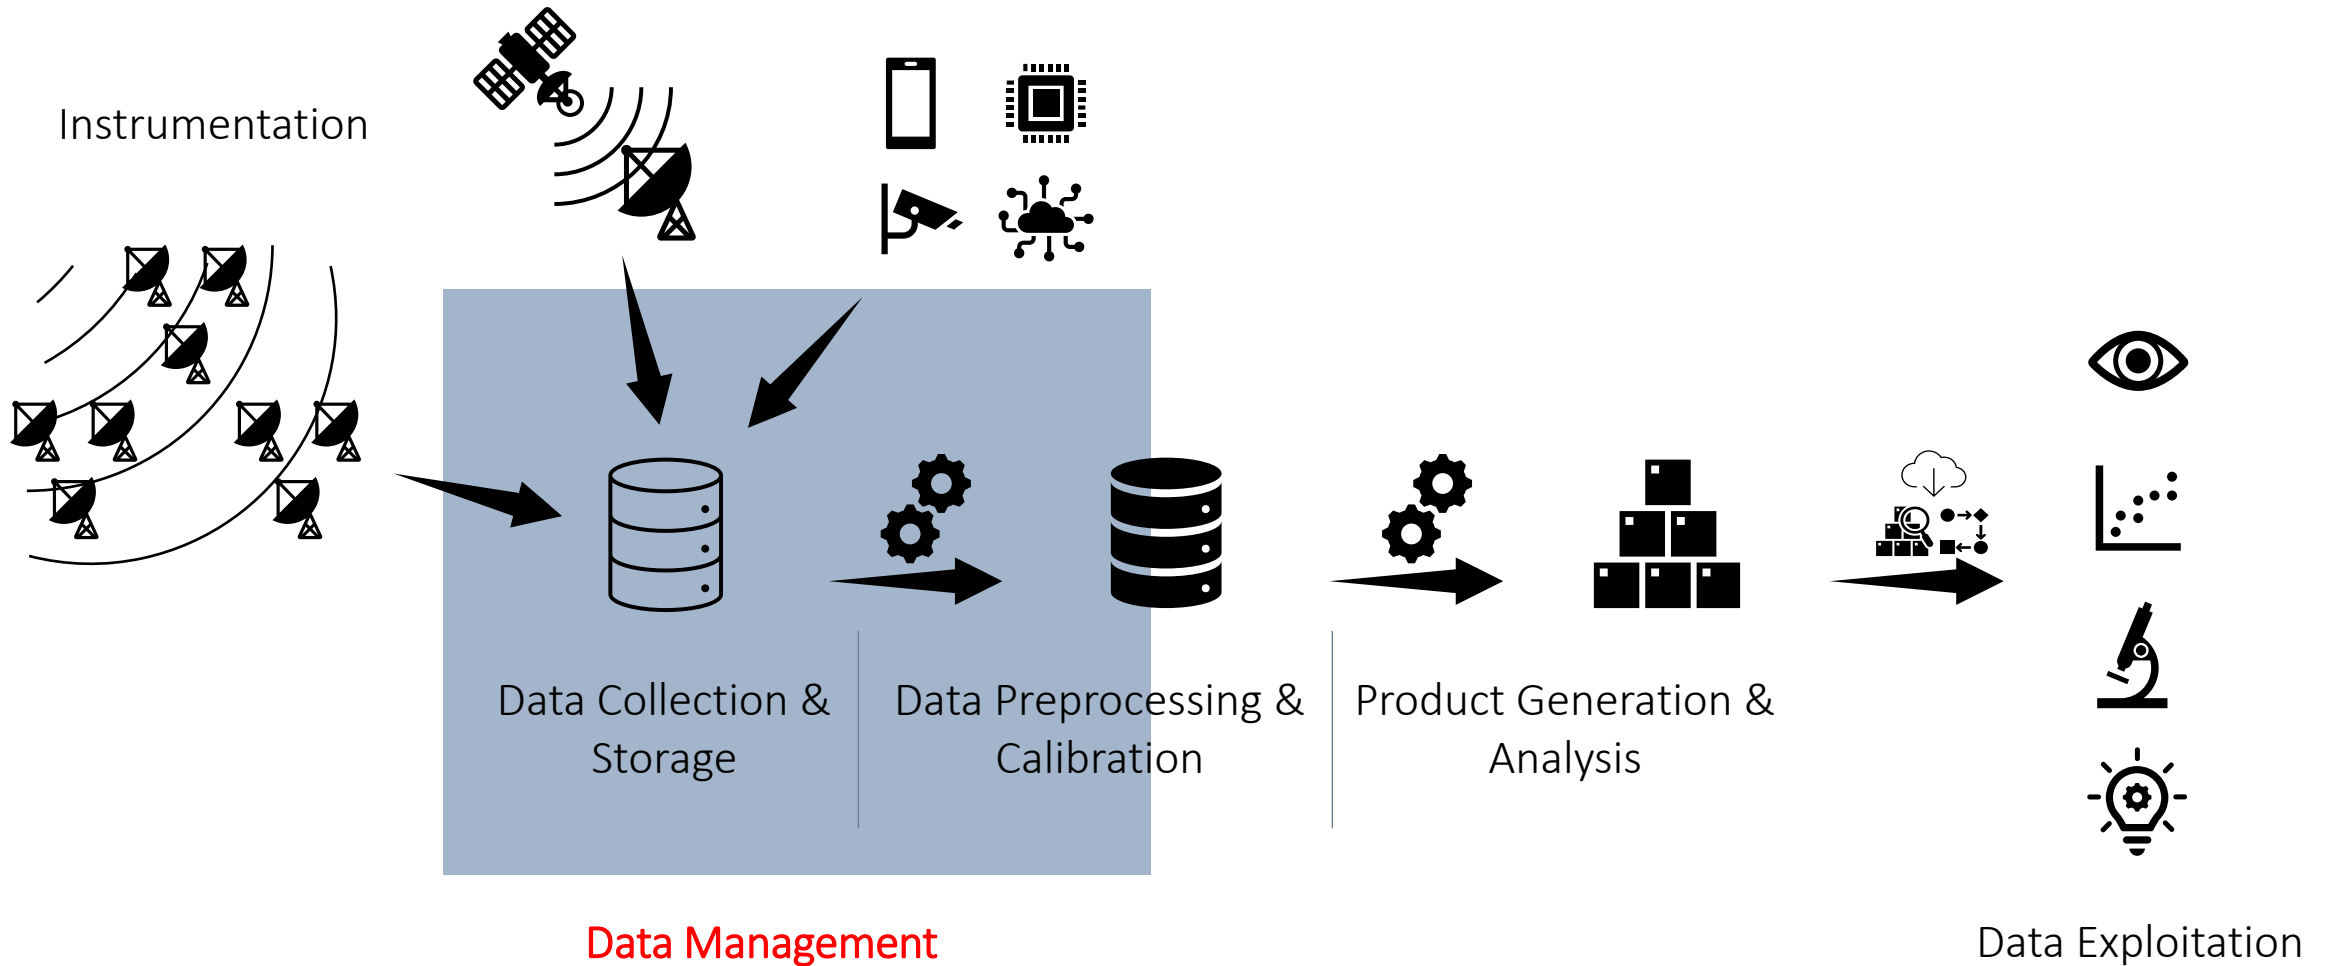 Instrumentation
Data Collection &
Storage
Data Preprocessing &
Calibration
Product Generation &
Analysis
Data Management
Data Exploitation